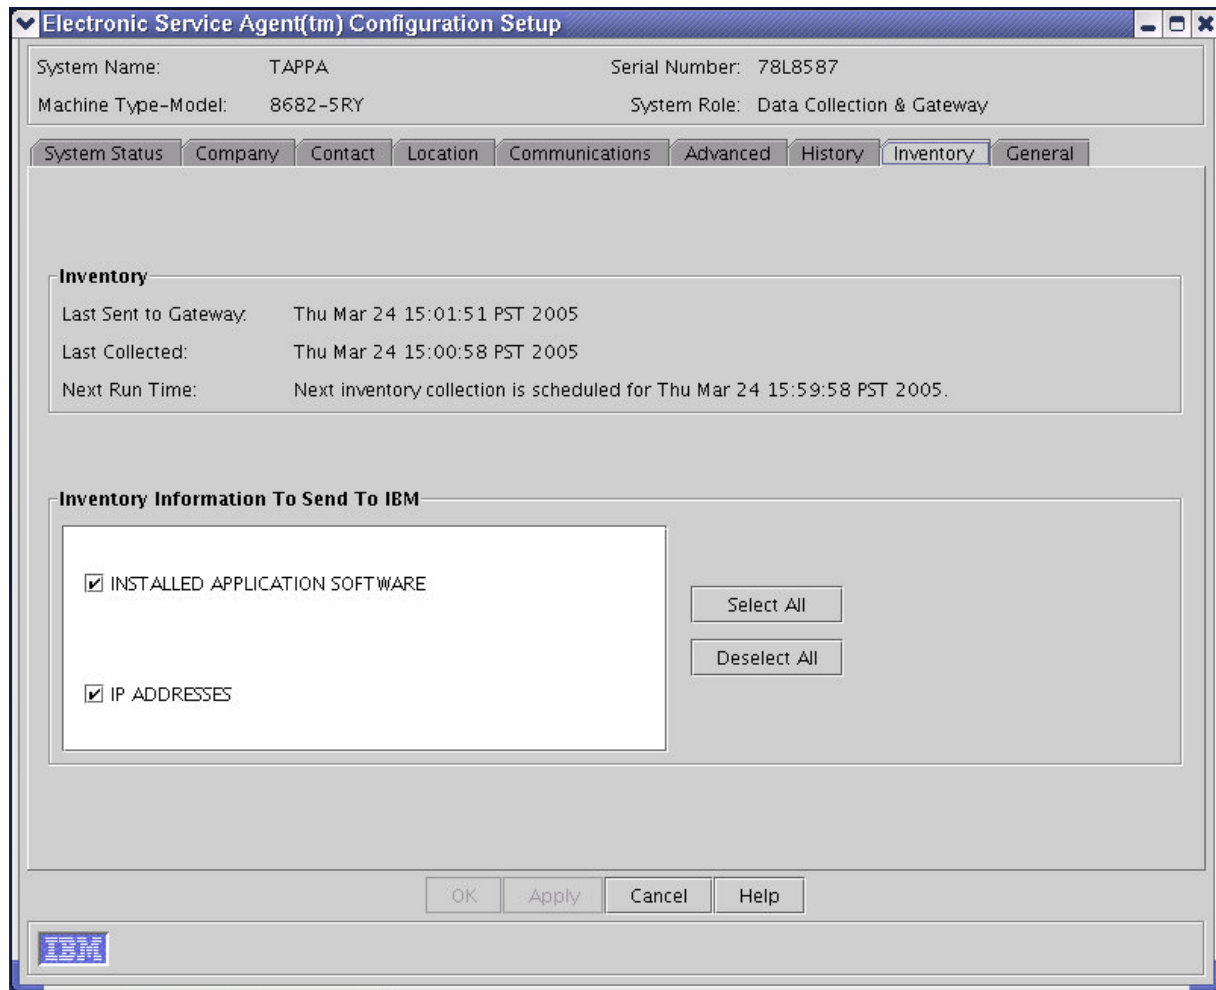 Electronic Service Agent(tm) Configuration Setup
System Name: TAPPA Serial Number: 78L8587
Machine Type-Model: 8682-5RY System Role: Data Collection & Gateway
System Status Company Contact Location Communications Advanced History Inventory General
Inventory
Last Sent to Gateway: Thu Mar 24 15:01:51 PST 2005
Last Collected: Thu Mar 24 15:00:58 PST 2005
Next Run Time: Next inventory collection is scheduled for Thu Mar 24 15:59:58 PST 2005.
Inventory Information To Send To IBM
INSTALLED APPLICATION SOFTWARE
Select All
Deselect All
IP ADDRESSES
OK Apply Cancel Help
IBM